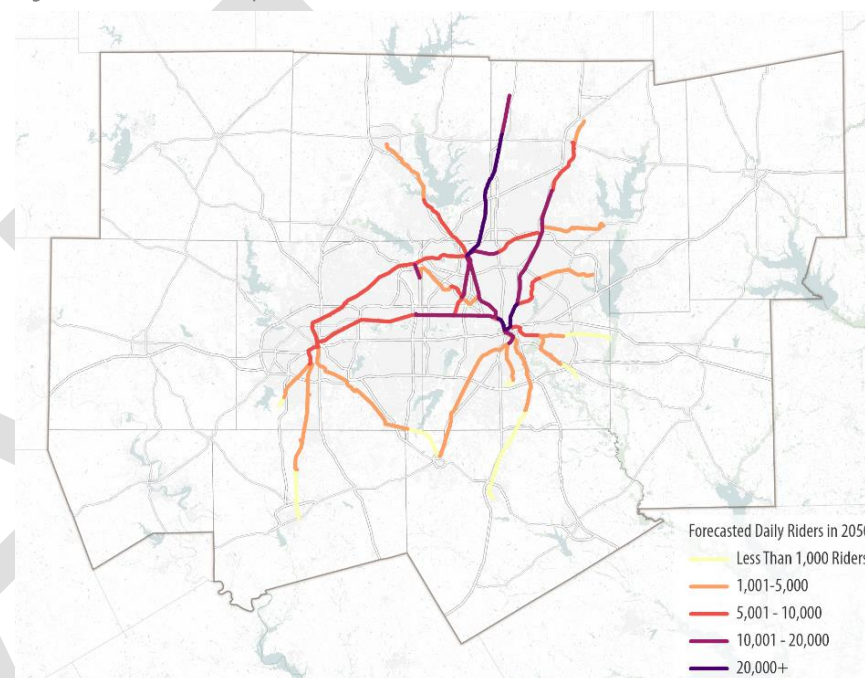 Forecasted Daily Riders in 205
Less Than 1,000 Riders
1,001-5,000
5,001 - 10,000
10,001 - 20,000
20,000+